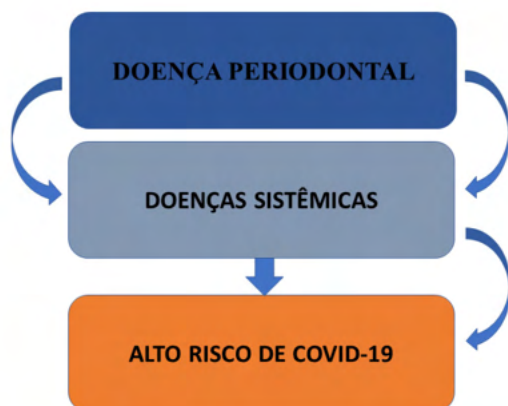 DOENÇA PERIODONTAL
DOENÇAS SISTÊMICAS
ALTO RISCO DE COVID-19